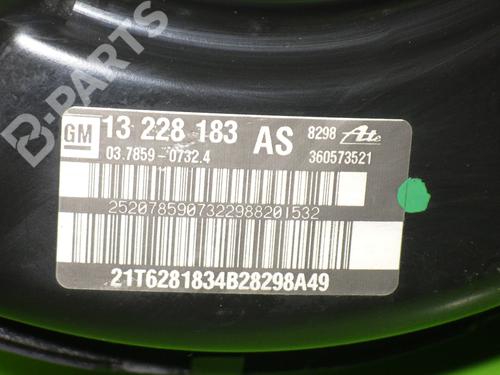 B-PARTS
GM 13 228 183 AS 8298 Ate
03.7859-0732.4 360573521
2520785907322988201532
21T6281834B28298A49